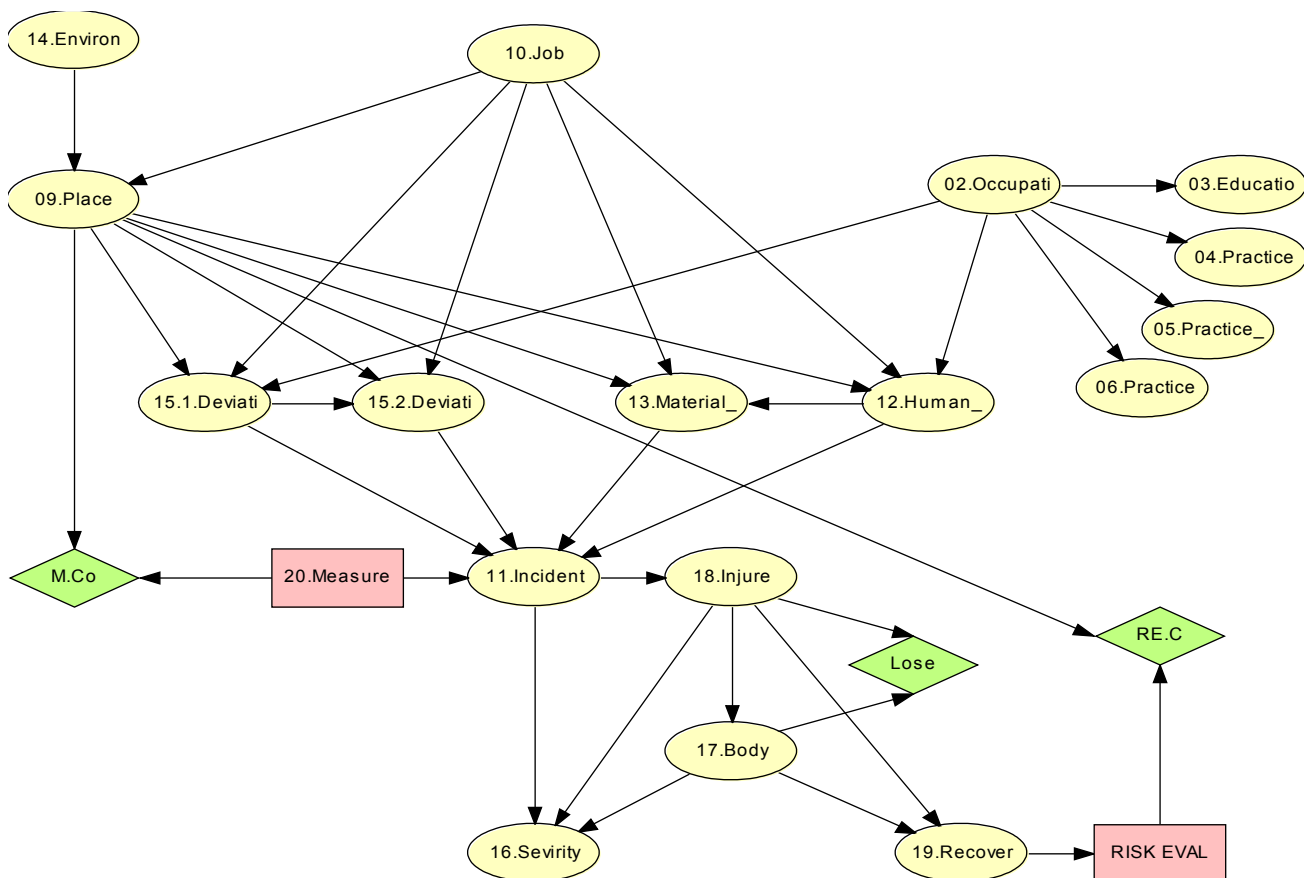 14.Environ
10.Job
09.Place
02.Occupati
03.Educatio
04.Practice
05.Practice_
06.Practice
15.1.Deviati
15.2.Deviati
13.Material_
12.Human_
M.Co
20.Measure
11.Incident
18.Injure
RE.C
Lose
17.Body
16.Sevirity
19.Recover
RISK EVAL